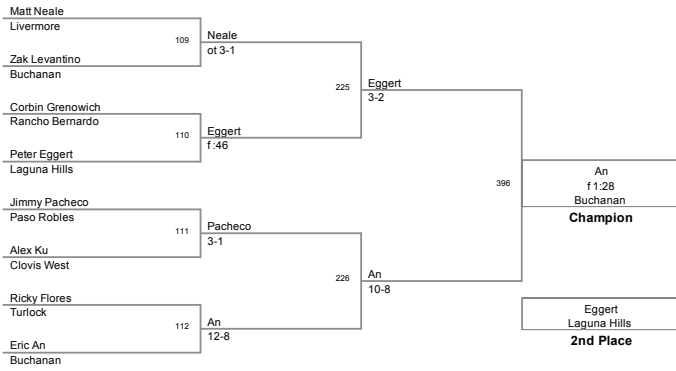 Matt Neale
Livermore
109
Neale
ot 3-1
Zak Levantino
Buchanan
225
Eggert
3-2
Corbin Grenowich
Rancho Bernardo
110
Eggert
f :46
Peter Eggert
Laguna Hills
396
An
f 1:28
Buchanan
Champion
Jimmy Pacheco
Paso Robles
111
Pacheco
3-1
Alex Ku
Clovis West
226
An
10-8
Ricky Flores
Turlock
112
An
12-8
Eric An
Buchanan
Eggert
Laguna Hills
2nd Place